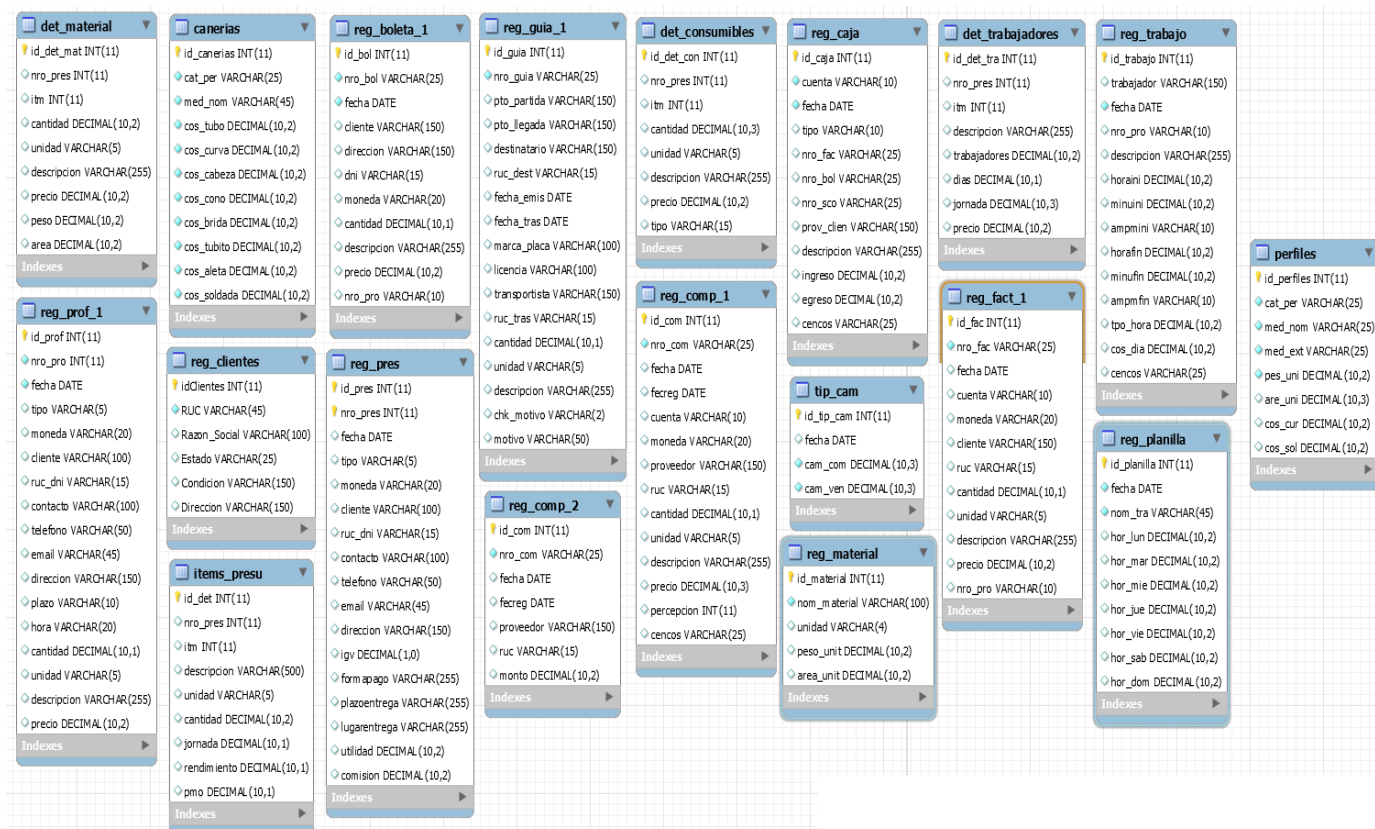 det_material
id_det_mat INT(11)
nro_pres INT(11)
itm INT(11)
cantidad DECIMAL(10,2)
unidad VARCHAR(5)
descripcion VARCHAR(255)
precio DECIMAL(10,2)
peso DECIMAL(10,2)
area DECIMAL(10,2)
Indexes
canerias
id_canerias INT(11)
cat_per VARCHAR(25)
med_nom VARCHAR(45)
cos_tubo DECIMAL(10,2)
cos_curva DECIMAL(10,2)
cos_cabeza DECIMAL(10,2)
cos_cono DECIMAL(10,2)
cos_brida DECIMAL(10,2)
cos_tubito DECIMAL(10,2)
cos_aleta DECIMAL(10,2)
cos_soldada DECIMAL(10,2)
Indexes
reg_boleta_1
id_bol INT(11)
nro_bol VARCHAR(25)
fecha DATE
cliente VARCHAR(150)
direccion VARCHAR(150)
dni VARCHAR(15)
moneda VARCHAR(20)
cantidad DECIMAL(10,1)
descripcion VARCHAR(255)
precio DECIMAL(10,2)
nro_pro VARCHAR(10)
Indexes
reg_guia_1
id_guia INT(11)
nro_guia VARCHAR(25)
pto_partida VARCHAR(150)
pto_llegada VARCHAR(150)
destinatario VARCHAR(150)
ruc_dest VARCHAR(15)
fecha_emis DATE
fecha_tras DATE
marca_placa VARCHAR(100)
licencia VARCHAR(100)
transportista VARCHAR(150)
ruc_tras VARCHAR(15)
cantidad DECIMAL(10,1)
unidad VARCHAR(5)
descripcion VARCHAR(255)
chk_motivo VARCHAR(2)
motivo VARCHAR(50)
Indexes
det_consumibles
id_det_con INT(11)
nro_pres INT(11)
itm INT(11)
cantidad DECIMAL(10,3)
unidad VARCHAR(5)
descripcion VARCHAR(255)
precio DECIMAL(10,2)
tipo VARCHAR(15)
Indexes
reg_caja
id_caja INT(11)
cuenta VARCHAR(10)
fecha DATE
tipo VARCHAR(10)
nro_fac VARCHAR(25)
nro_bol VARCHAR(25)
nro_sco VARCHAR(25)
prov_clien VARCHAR(150)
descripcion VARCHAR(255)
ingreso DECIMAL(10,2)
egreso DECIMAL(10,2)
cencos VARCHAR(25)
Indexes
det_trabajadores
id_det_tra INT(11)
nro_pres INT(11)
itm INT(11)
descripcion VARCHAR(255)
trabajadores DECIMAL(10,2)
dias DECIMAL(10,1)
jornada DECIMAL(10,3)
precio DECIMAL(10,2)
Indexes
reg_trabajo
id_trabajo INT(11)
trabajador VARCHAR(150)
fecha DATE
nro_pro VARCHAR(10)
descripcion VARCHAR(255)
horaini DECIMAL(10,2)
minuini DECIMAL(10,2)
ampmini VARCHAR(10)
horafin DECIMAL(10,2)
minufin DECIMAL(10,2)
ampmfin VARCHAR(10)
tpo_hora DECIMAL(10,2)
cos_dia DECIMAL(10,2)
cencos VARCHAR(25)
Indexes
perfiles
id_perfiles INT(11)
cat_per VARCHAR(25)
med_nom VARCHAR(25)
med_ext VARCHAR(25)
pes_uni DECIMAL(10,2)
are_uni DECIMAL(10,3)
cos_cur DECIMAL(10,2)
cos_sol DECIMAL(10,2)
Indexes
reg_prof_1
id_prof INT(11)
nro_pro INT(11)
fecha DATE
tipo VARCHAR(5)
moneda VARCHAR(20)
cliente VARCHAR(100)
ruc_dni VARCHAR(15)
contacto VARCHAR(100)
telefono VARCHAR(50)
email VARCHAR(45)
direccion VARCHAR(150)
plazo VARCHAR(10)
hora VARCHAR(20)
cantidad DECIMAL(10,1)
unidad VARCHAR(5)
descripcion VARCHAR(255)
precio DECIMAL(10,2)
Indexes
reg_clientes
idClientes INT(11)
RUC VARCHAR(45)
Razon_Social VARCHAR(100)
Estado VARCHAR(25)
Condicion VARCHAR(150)
Direccion VARCHAR(150)
Indexes
items_presu
id_det INT(11)
nro_pres INT(11)
itm INT(11)
descripcion VARCHAR(500)
unidad VARCHAR(5)
cantidad DECIMAL(10,2)
jornada DECIMAL(10,1)
rendimiento DECIMAL(10,1)
pmo DECIMAL(10,1)
Indexes
reg_pres
id_pres INT(11)
nro_pres INT(11)
fecha DATE
tipo VARCHAR(5)
moneda VARCHAR(20)
cliente VARCHAR(100)
ruc_dni VARCHAR(15)
contacto VARCHAR(100)
telefono VARCHAR(50)
email VARCHAR(45)
direccion VARCHAR(150)
igv DECIMAL(1,0)
formapago VARCHAR(255)
plazoentrega VARCHAR(255)
lugarentrega VARCHAR(255)
utilidad DECIMAL(10,2)
comision DECIMAL(10,2)
Indexes
reg_comp_2
id_com INT(11)
nro_com VARCHAR(25)
fecha DATE
fecreg DATE
proveedor VARCHAR(150)
ruc VARCHAR(15)
monto DECIMAL(10,2)
Indexes
reg_comp_1
id_com INT(11)
nro_com VARCHAR(25)
fecha DATE
fecreg DATE
cuenta VARCHAR(10)
moneda VARCHAR(20)
proveedor VARCHAR(150)
ruc VARCHAR(15)
cantidad DECIMAL(10,1)
unidad VARCHAR(5)
descripcion VARCHAR(255)
precio DECIMAL(10,3)
percepcion INT(11)
cencos VARCHAR(25)
Indexes
tip_cam
id_tip_cam INT(11)
fecha DATE
cam_com DECIMAL(10,3)
cam_ven DECIMAL(10,3)
Indexes
reg_material
id_material INT(11)
nom_material VARCHAR(100)
unidad VARCHAR(4)
peso_unit DECIMAL(10,2)
area_unit DECIMAL(10,2)
Indexes
reg_fact_1
id_fac INT(11)
nro_fac VARCHAR(25)
fecha DATE
cuenta VARCHAR(10)
moneda VARCHAR(20)
cliente VARCHAR(150)
ruc VARCHAR(15)
cantidad DECIMAL(10,1)
unidad VARCHAR(5)
descripcion VARCHAR(255)
precio DECIMAL(10,2)
nro_pro VARCHAR(10)
Indexes
reg_planilla
id_planilla INT(11)
fecha DATE
nom_tra VARCHAR(45)
hor_lun DECIMAL(10,2)
hor_mar DECIMAL(10,2)
hor_mie DECIMAL(10,2)
hor_jue DECIMAL(10,2)
hor_vie DECIMAL(10,2)
hor_sab DECIMAL(10,2)
hor_dom DECIMAL(10,2)
Indexes